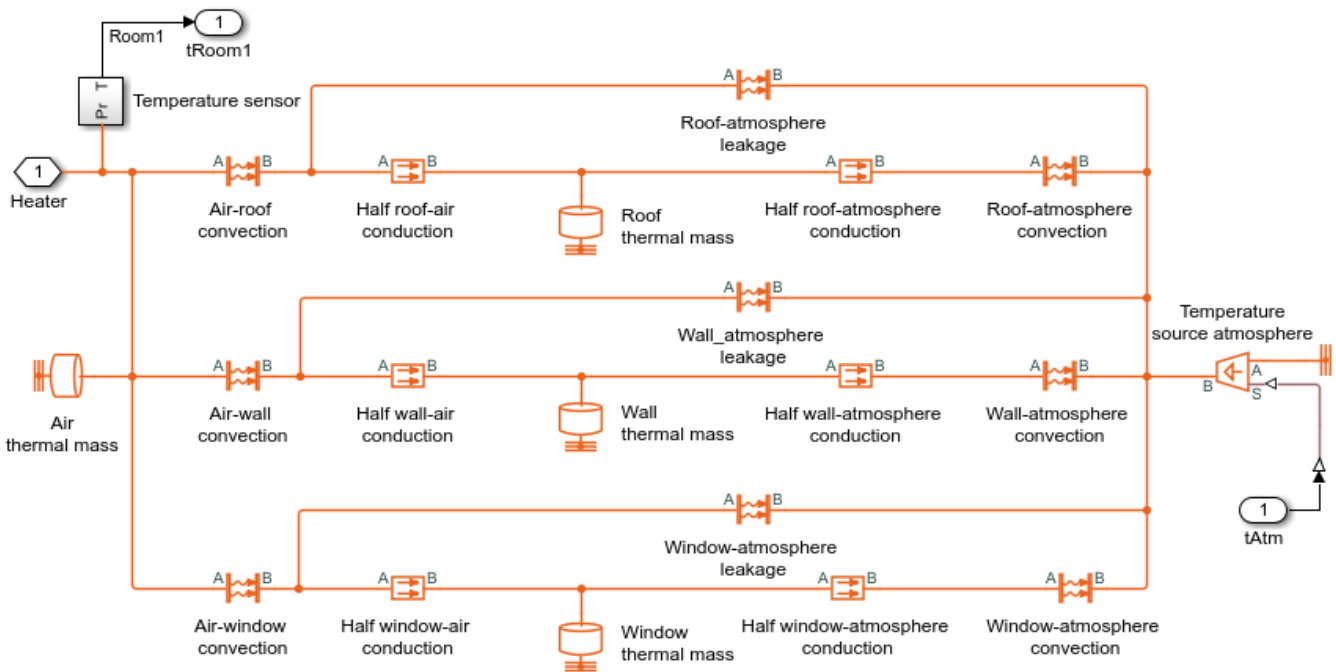 Room1
1
tRoom1
T
Pr
Temperature sensor
A B
Roof-atmosphere
leakage
1
Heater
A B
Air-roof
convection
A B
Half roof-air
conduction
Roof
thermal mass
A B
Half roof-atmosphere
conduction
A B
Roof-atmosphere
convection
A B
Wall_atmosphere
leakage
Temperature
source atmosphere
Air
thermal mass
A B
Air-wall
convection
A B
Half wall-air
conduction
Wall
thermal mass
A B
Half wall-atmosphere
conduction
A B
Wall-atmosphere
convection
B
A
S
A B
Window-atmosphere
leakage
1
tAtm
A B
Air-window
convection
A B
Half window-air
conduction
Window
thermal mass
A B
Half window-atmosphere
conduction
A B
Window-atmosphere
convection